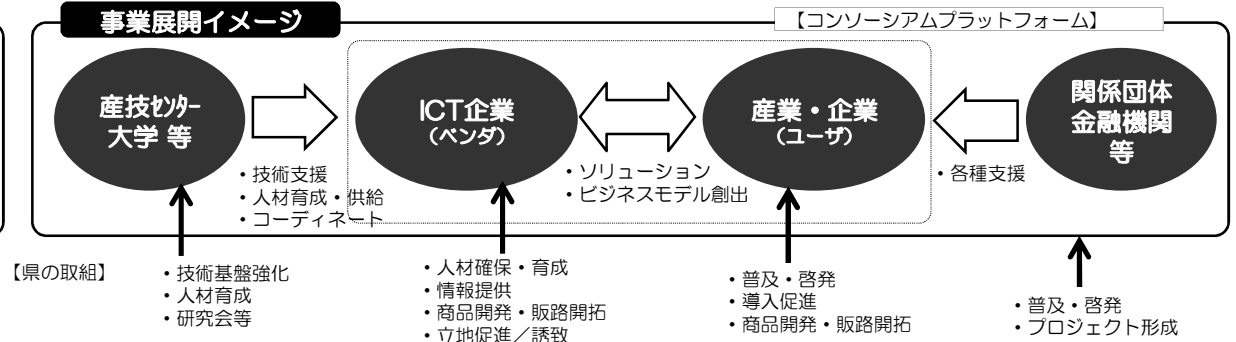 事業展開イメージ
【コンソーシアムプラットフォーム】
産技センター
大学 等
ICT企業
(ベンダ)
産業・企業
(ユーザ)
関係団体
金融機関
等
・技術支援
・人材育成・供給
・コーディネート
・ソリューション
・ビジネスモデル創出
・各種支援
【県の取組】
・技術基盤強化
・人材育成
・研究会等
・人材確保・育成
・情報提供
・商品開発・販路開拓
・立地促進/誘致
・普及・啓発
・導入促進
・商品開発・販路開拓
・普及・啓発
・プロジェクト形成